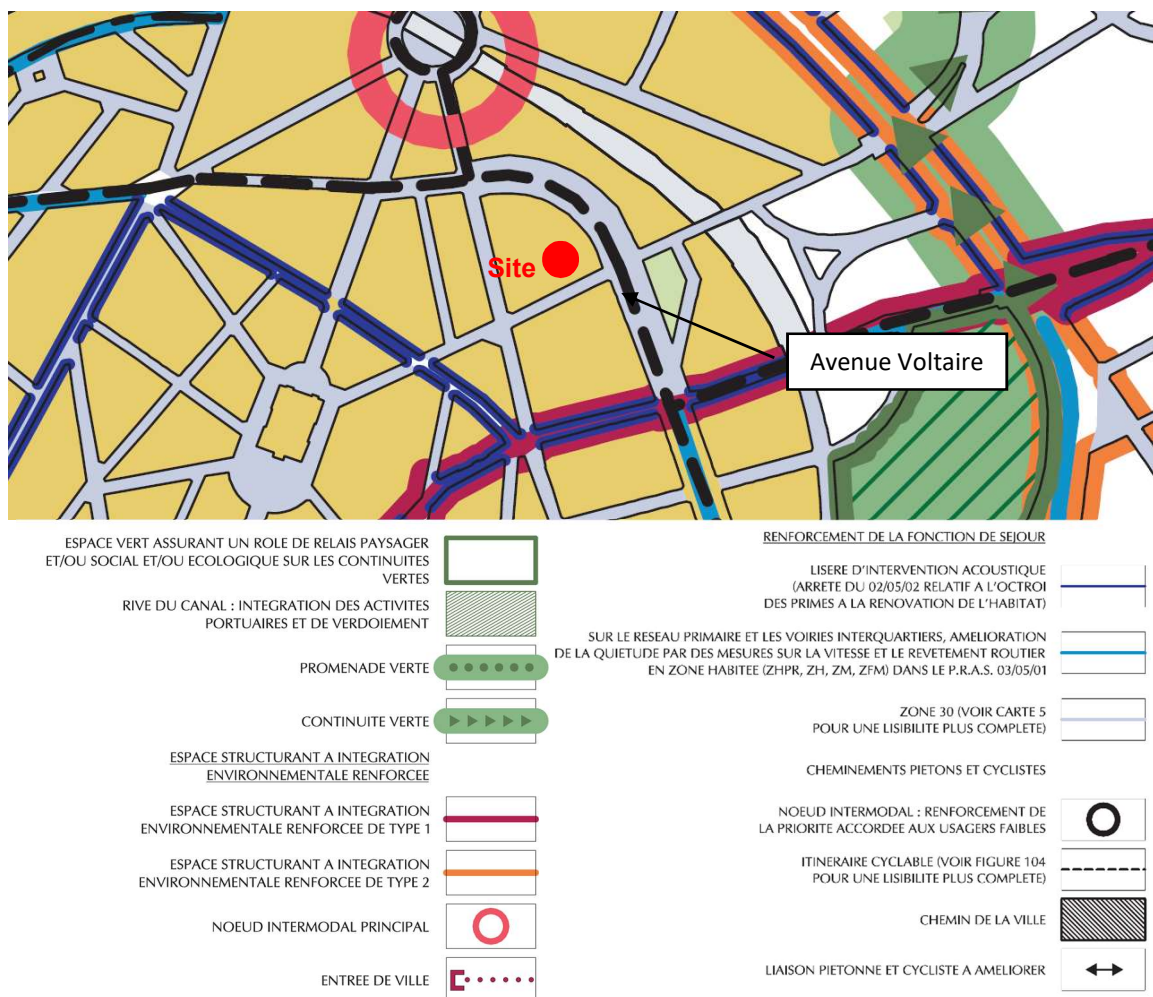 Site
Avenue Voltaire
ESPACE VERT ASSURANT UN ROLE DE RELAIS PAYSAGER
ET/OU SOCIAL ET/OU ECOLOGIQUE SUR LES CONTINUITES
VERTES
RIVE DU CANAL : INTEGRATION DES ACTIVITES
PORTUAIRES ET DE VERDOIEMENT
PROMENADE VERTE
CONTINUITE VERTE
ESPACE STRUCTURANT A INTEGRATION
ENVIRONNEMENTALE RENFORCEE
ESPACE STRUCTURANT A INTEGRATION
ENVIRONNEMENTALE RENFORCEE DE TYPE 1
ESPACE STRUCTURANT A INTEGRATION
ENVIRONNEMENTALE RENFORCEE DE TYPE 2
NOEUD INTERMODAL PRINCIPAL
ENTREE DE VILLE
RENFORCEMENT DE LA FONCTION DE SEJOUR
LISERE D'INTERVENTION ACOUSTIQUE
(ARRETE DU 02/05/02 RELATIF A L'OCTROI
DES PRIMES A LA RENOVATION DE L'HABITAT)
SUR LE RESEAU PRIMAIRE ET LES VOIRIES INTERQUARTIERS, AMELIORATION
DE LA QUIETUDE PAR DES MESURES SUR LA VITESSE ET LE REVETEMENT ROUTIER
EN ZONE HABITEE (ZHPR, ZH, ZM, ZFM) DANS LE P.R.A.S. 03/05/01
ZONE 30 (VOIR CARTE 5
POUR UNE LISIBILITE PLUS COMPLETE)
CHEMINEMENTS PIETONS ET CYCLISTES
NOEUD INTERMODAL : RENFORCEMENT DE
LA PRIORITE ACCORDEE AUX USAGERS FAIBLES
ITINERAIRE CYCLABLE (VOIR FIGURE 104
POUR UNE LISIBILITE PLUS COMPLETE)
CHEMIN DE LA VILLE
LIAISON PIETONNE ET CYCLISTE A AMELIORER